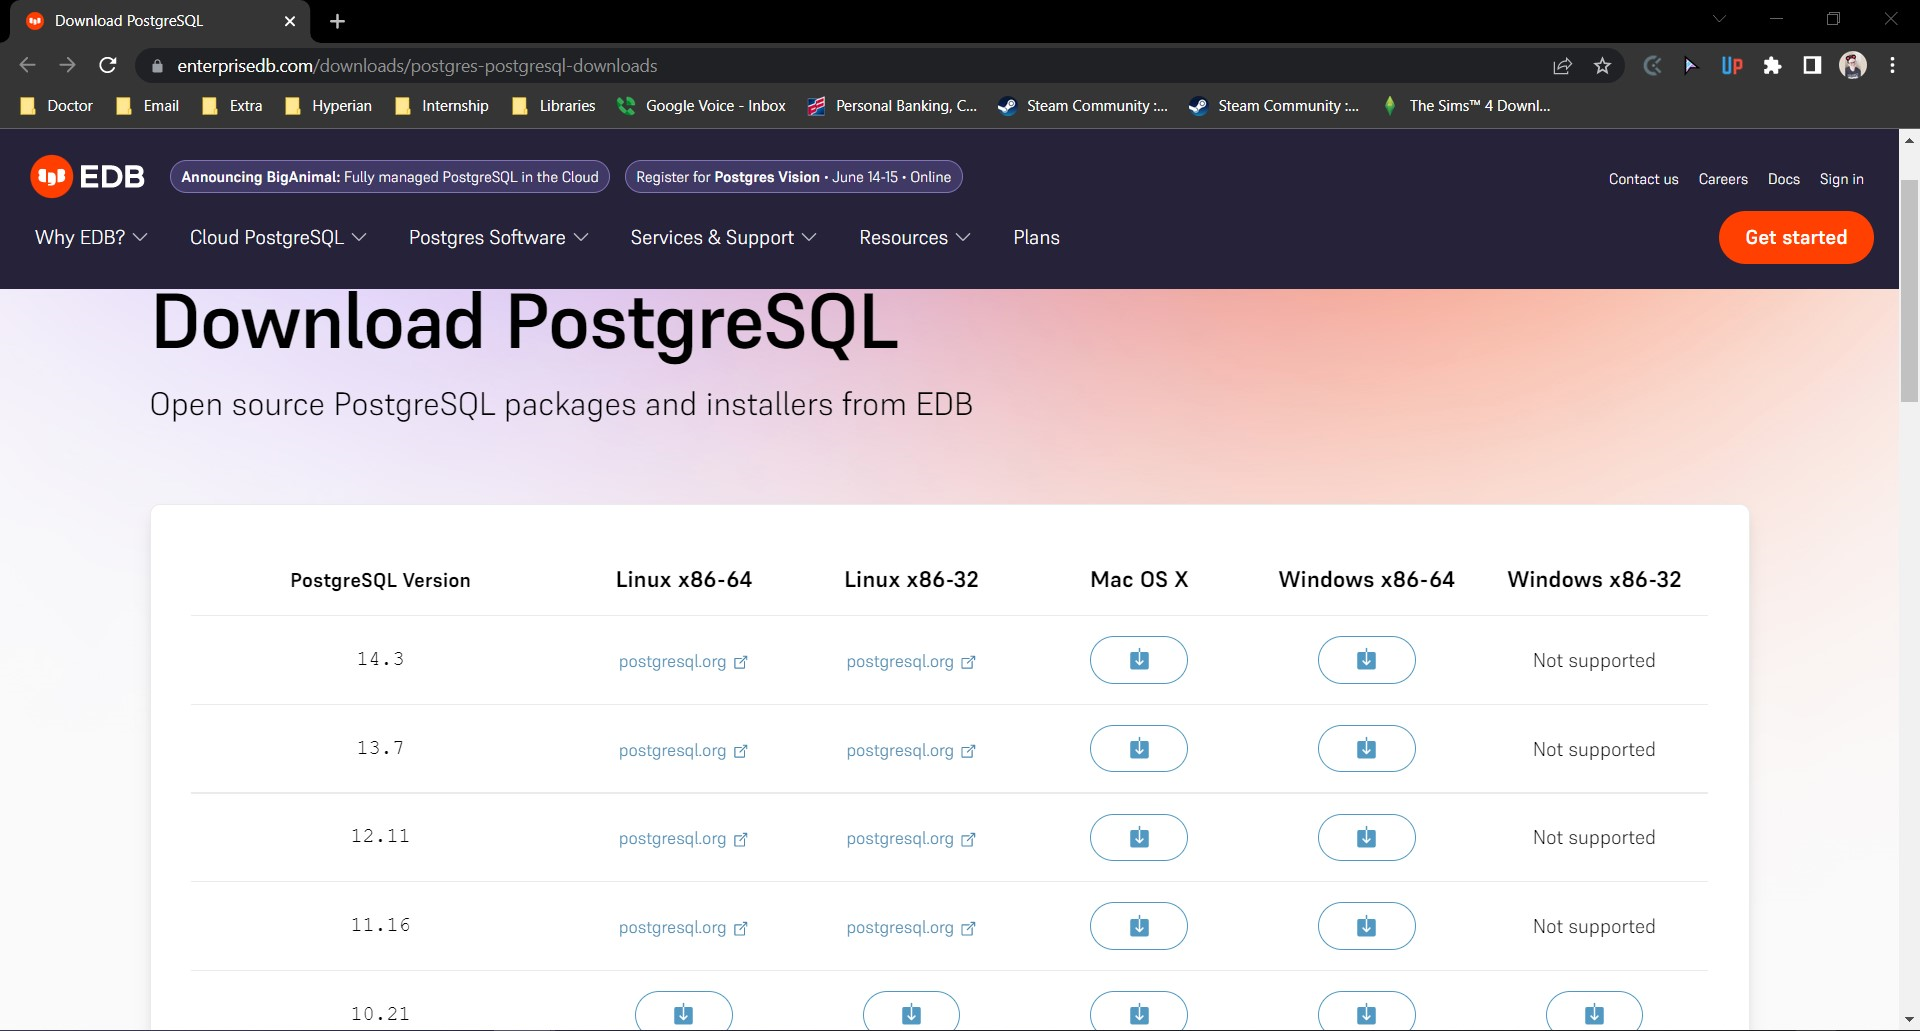 Download PostgreSQL
enterprisedb.com/downloads/postgres-postgresql-downloads
UP
Doctor Email Extra Hyperian Internship Libraries Google Voice - Inbox Personal Banking, C... Steam Community :... Steam Community :... The Sims™ 4 Downl...
EDB Announcing BigAnimal: Fully managed PostgreSQL in the Cloud Register for Postgres Vision • June 14-15 • Online Contact us Careers Docs Sign in
Why EDB? Cloud PostgreSQL Postgres Software Services & Support Resources Plans Get started
Download PostgreSQL
Open source PostgreSQL packages and installers from EDB
PostgreSQL Version Linux x86-64 Linux x86-32 Mac OS X Windows x86-64 Windows x86-32
14.3 postgresql.org postgresql.org Not supported
13.7 postgresql.org postgresql.org Not supported
12.11 postgresql.org postgresql.org Not supported
11.16 postgresql.org postgresql.org Not supported
10.21